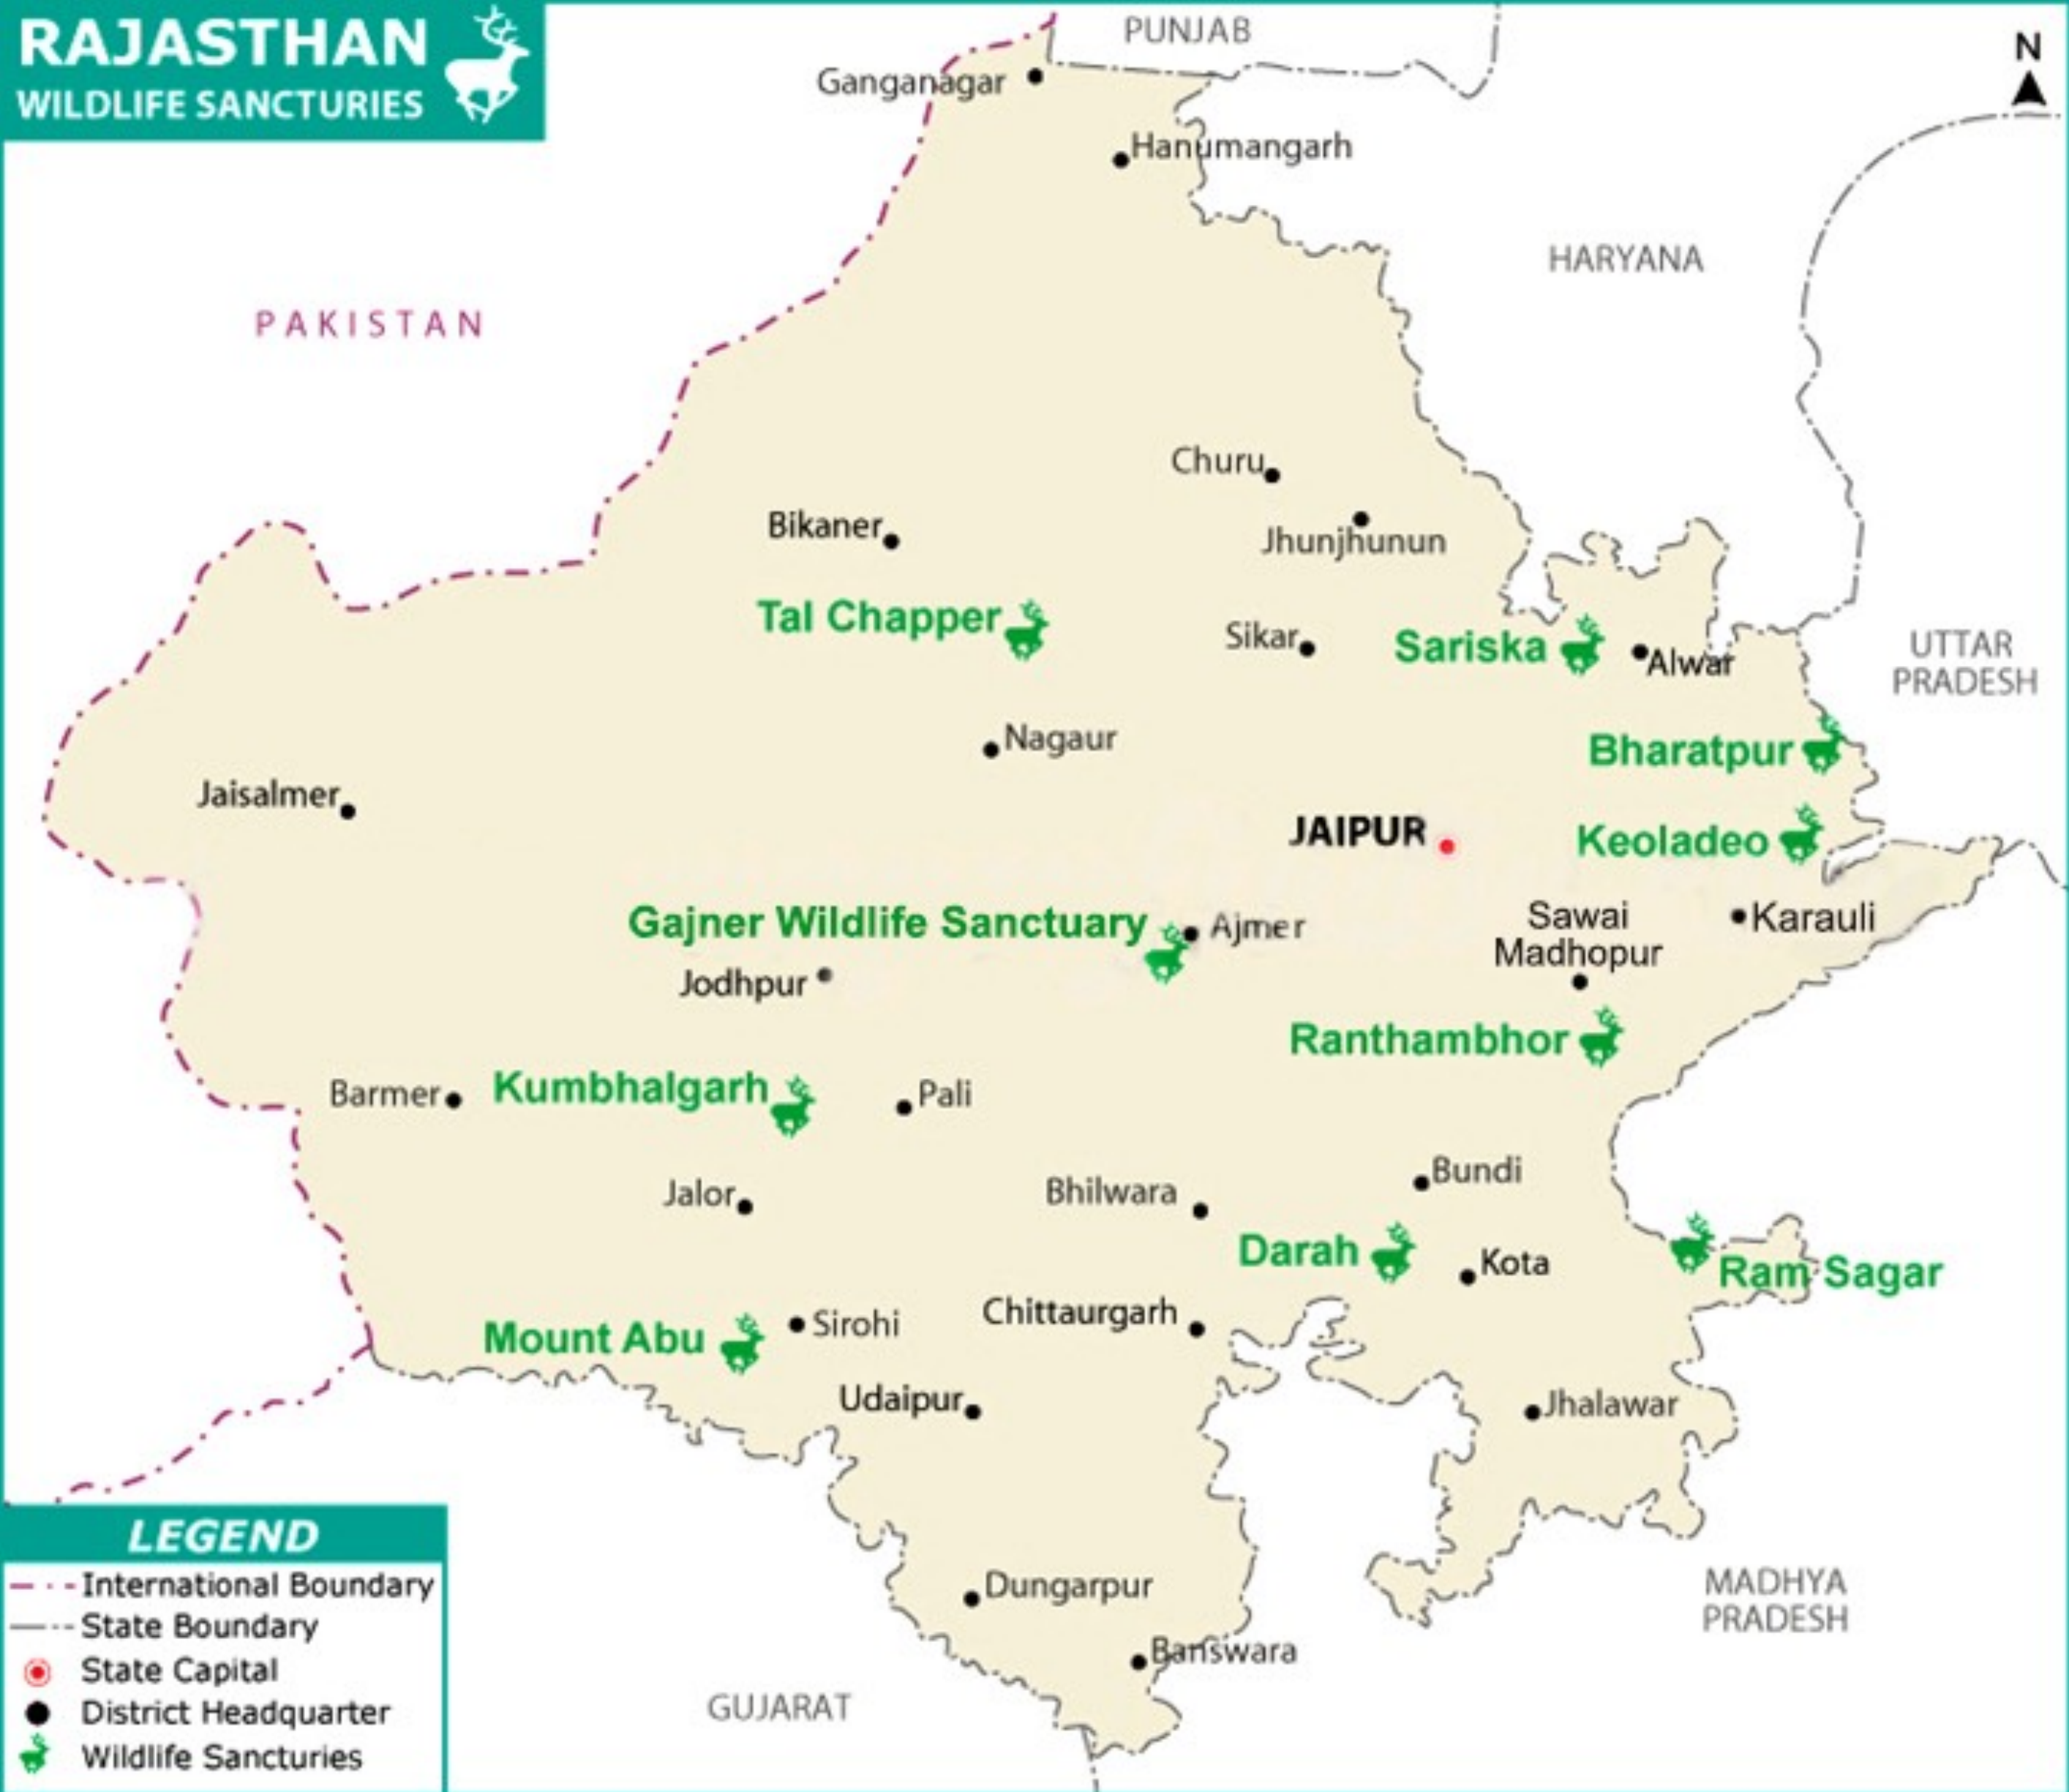 RAJASTHAN
WILDLIFE SANCTURIES
PUNJAB
N
Ganganagar
Hanumangarh
HARYANA
PAKISTAN
Churu
Bikaner
Jhunjhunun
Tal Chapper
Sikar
Sariska
Alwar
UTTAR
PRADESH
Nagaur
Bharatpur
Jaisalmer
JAIPUR
Keoladeo
Gajner Wildlife Sanctuary
Ajmer
Sawai
Madhopur
Karauli
Jodhpur
Ranthambhor
Barmer
Kumbhalgarh
Pali
Jalor
Bhilwara
Bundi
Darah
Kota
Ram Sagar
Mount Abu
Sirohi
Chittaurgarh
Udaipur
Jhalawar
LEGEND
International Boundary
State Boundary
State Capital
District Headquarter
Wildlife Sancturies
Dungarpur
Banswara
GUJARAT
MADHYA
PRADESH